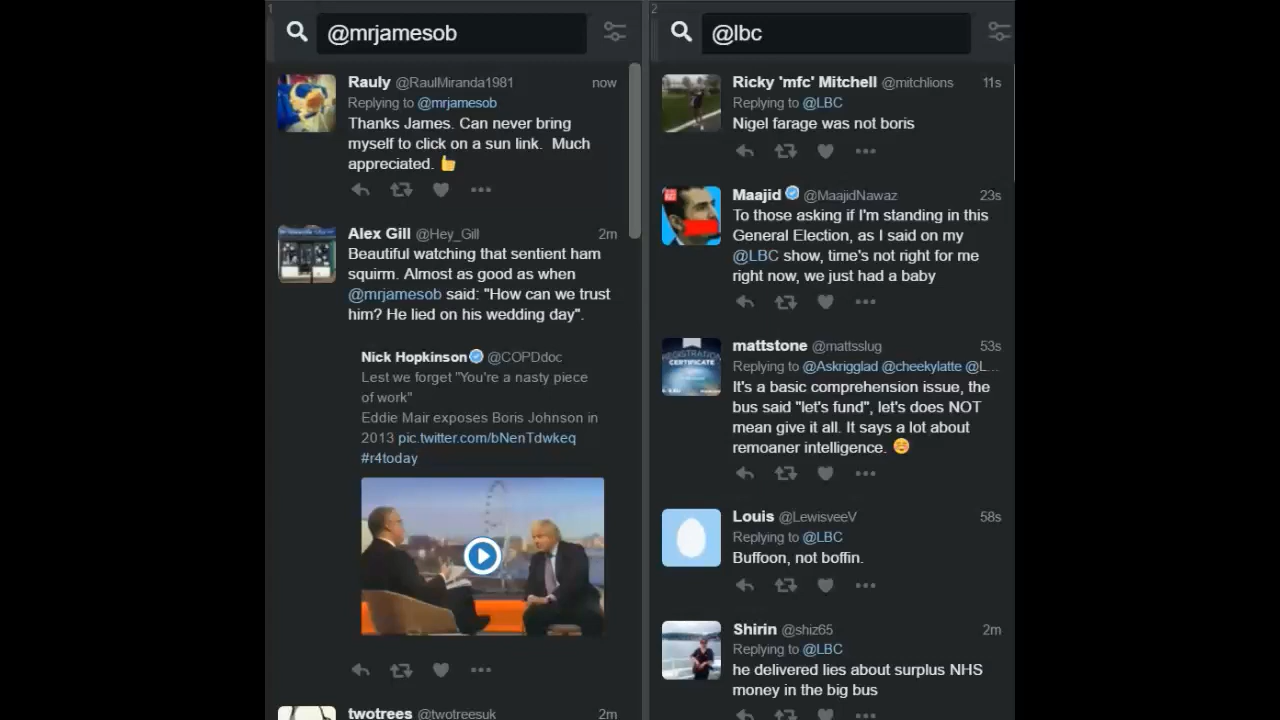 1
@mrjamesob
Rauly @RaulMiranda1981 now
Replying to @mrjamesob
Thanks James. Can never bring
myself to click on a sun link. Much
appreciated. 👍
Alex Gill @Hey_Gill 2m
Beautiful watching that sentient ham
squirm. Almost as good as when
@mrjamesob said: "How can we trust
him? He lied on his wedding day".
Nick Hopkinson @COPDdoc
Lest we forget "You're a nasty piece
of work"
Eddie Mair exposes Boris Johnson in
2013 pic.twitter.com/bNenTdwkeq
#r4today
twotrees @twotreesuk 2m
2
@lbc
Ricky 'mfc' Mitchell @mitchlions 11s
Replying to @LBC
Nigel farage was not boris
Maajid @MaajidNawaz 23s
To those asking if I'm standing in this
General Election, as I said on my
@LBC show, time's not right for me
right now, we just had a baby
mattstone @mattsslug 53s
Replying to @Askrigglad @cheekylatte @L...
It's a basic comprehension issue, the
bus said "let's fund", let's does NOT
mean give it all. It says a lot about
remoaner intelligence. ☺️
Louis @LewisveeV 58s
Replying to @LBC
Buffoon, not boffin.
Shirin @shiz65 2m
Replying to @LBC
he delivered lies about surplus NHS
money in the big bus